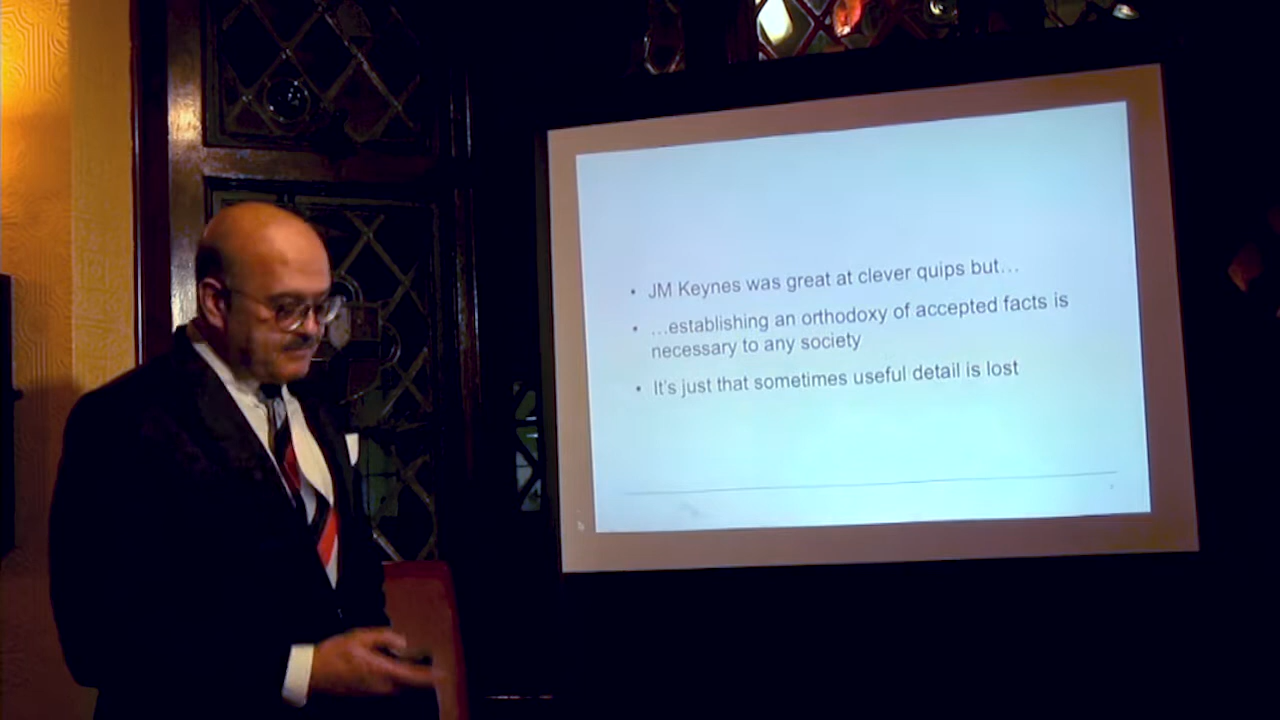 • JM Keynes was great at clever quips but…
• …establishing an orthodoxy of accepted facts is
necessary to any society
• It's just that sometimes useful detail is lost